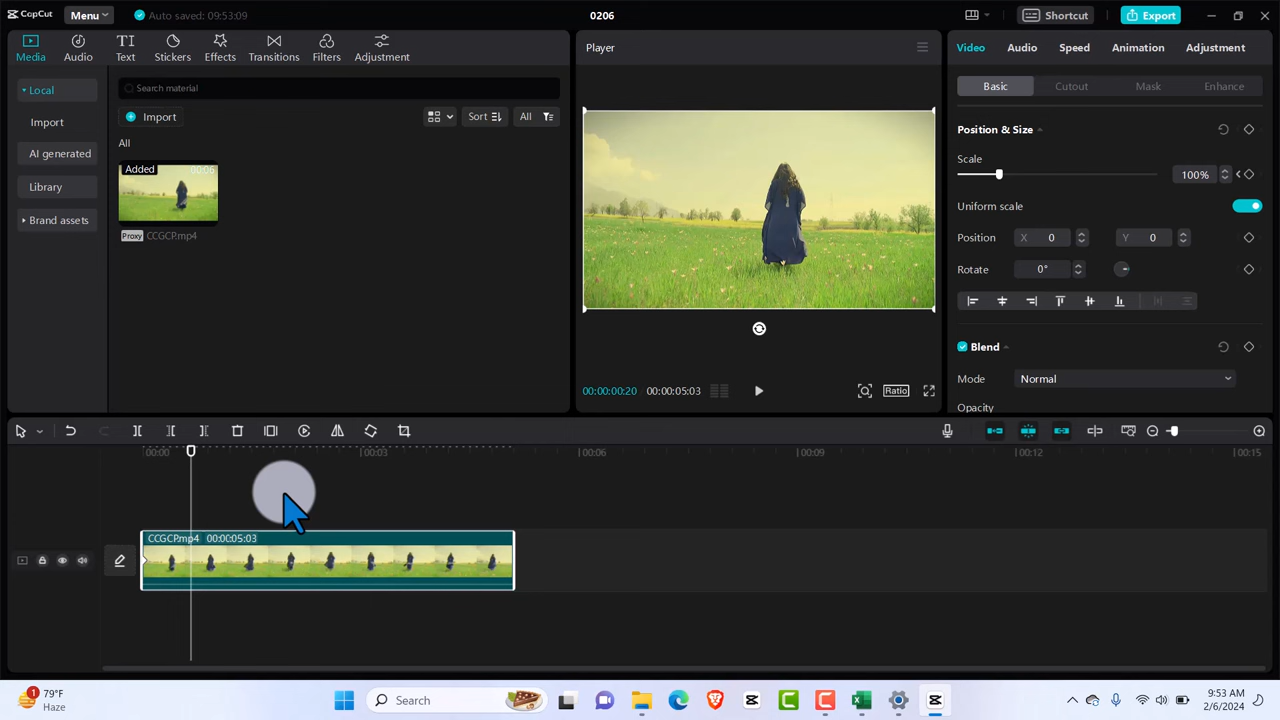 CapCut Menu Auto saved: 09:53:09 0206 Shortcut Export
Media Audio Text Stickers Effects Transitions Filters Adjustment
Local
Import
AI generated
Library
Brand assets
Search material
Import Sort All
All
Added 00:06
Proxy CCGCP.mp4
Player
00:00:00:20 00:00:05:03 Ratio
Video Audio Speed Animation Adjustment
Basic Cutout Mask Enhance
Position & Size
Scale
100%
Uniform scale
Position X 0 Y 0
Rotate 0°
Blend
Mode Normal
Opacity
00:00 00:03 00:06 00:09 00:12 00:15
CCGCP.mp4 00:00:05:03
1 79°F
Haze
Search
9:53 AM
2/6/2024